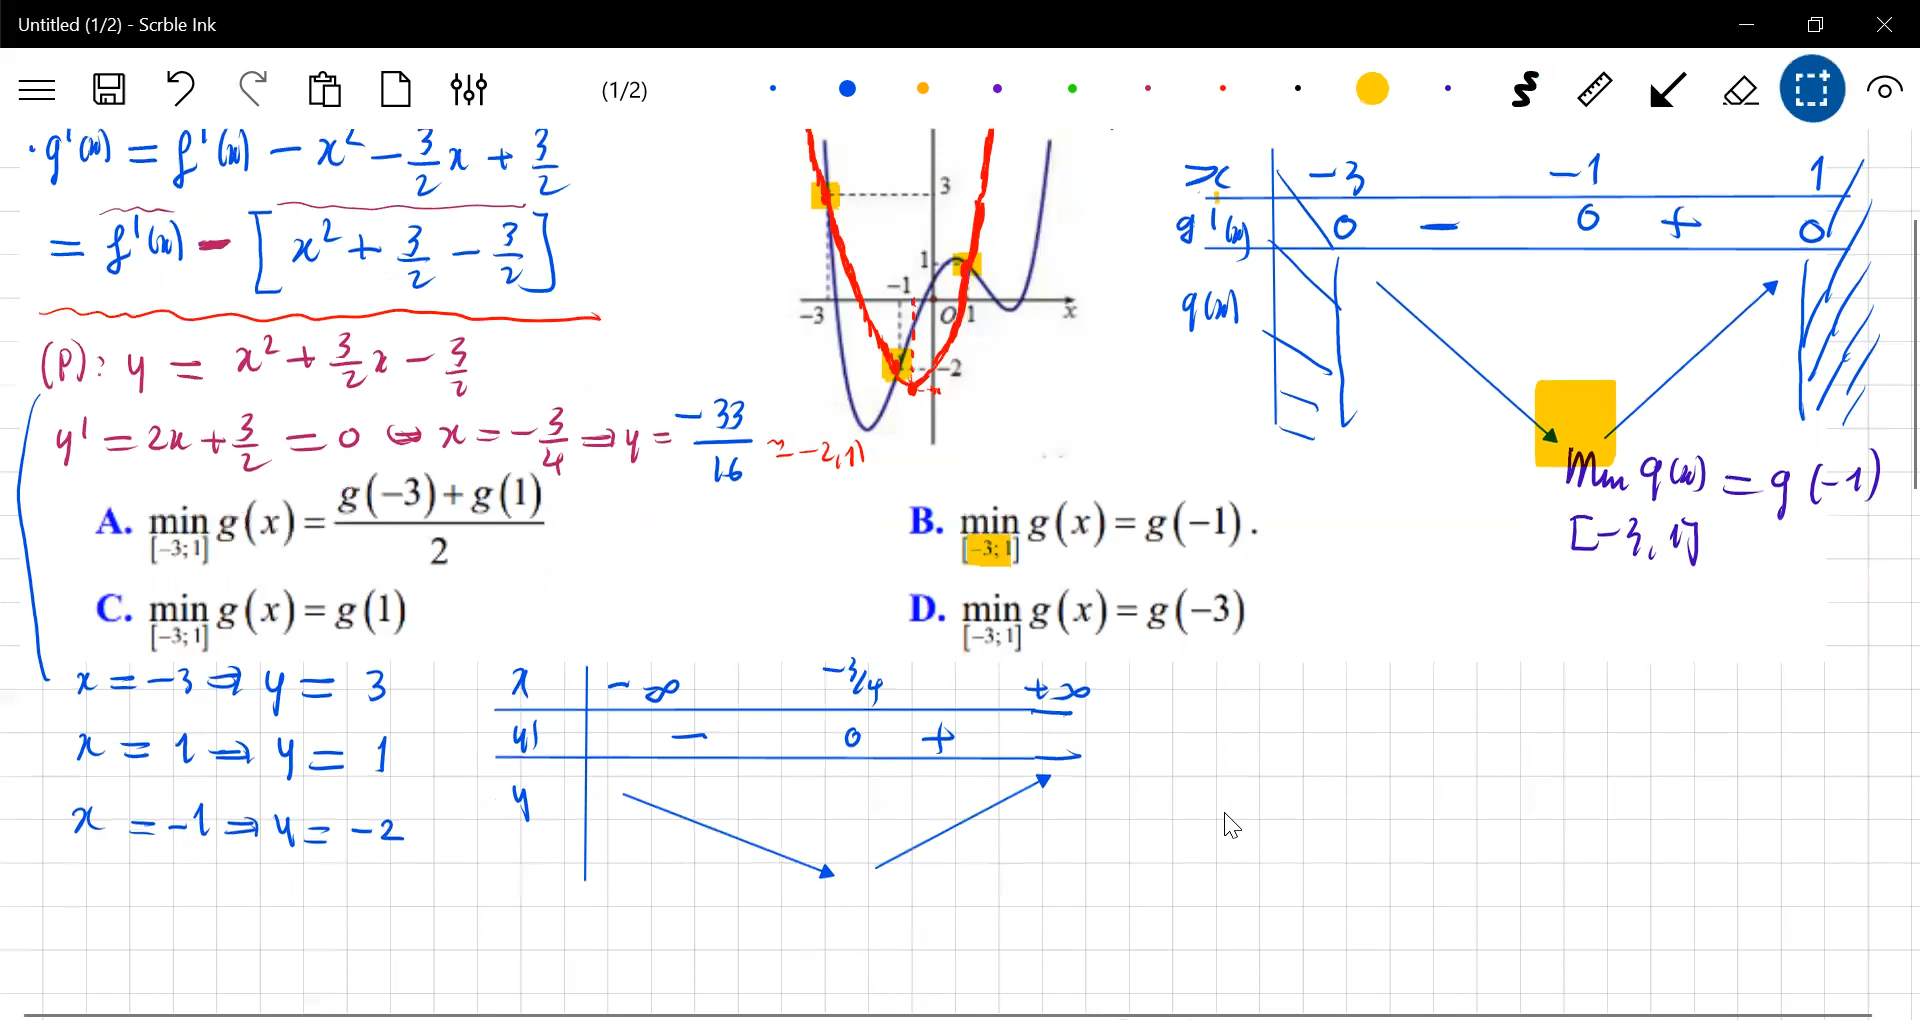 Untitled (1/2) - Scrble Ink
(1/2)
· g'(x) = f'(x) - x² - 3/2 x + 3/2
= f'(x) - [ x² + 3/2 - 3/2 ]
(P): y = x² + 3/2 x - 3/2
y' = 2x + 3/2 = 0 ⇔ x = -3/4 ⇒ y = -33/16 ≈ -2,1)
3
1
-1
-3
O
1
x
-2
x -3 -1 1
g'(x) 0 - 0 + 0
g(x)
Min g(x) = g(-1)
[-3, 1]
A. min g(x) = (g(-3) + g(1))/2
[-3; 1]
B. min g(x) = g(-1).
[-3; 1]
C. min g(x) = g(1)
[-3; 1]
D. min g(x) = g(-3)
[-3; 1]
x = -3 ⇒ y = 3
x = 1 ⇒ y = 1
x = -1 ⇒ y = -2
x -∞ -3/4 +∞
y' - 0 +
y